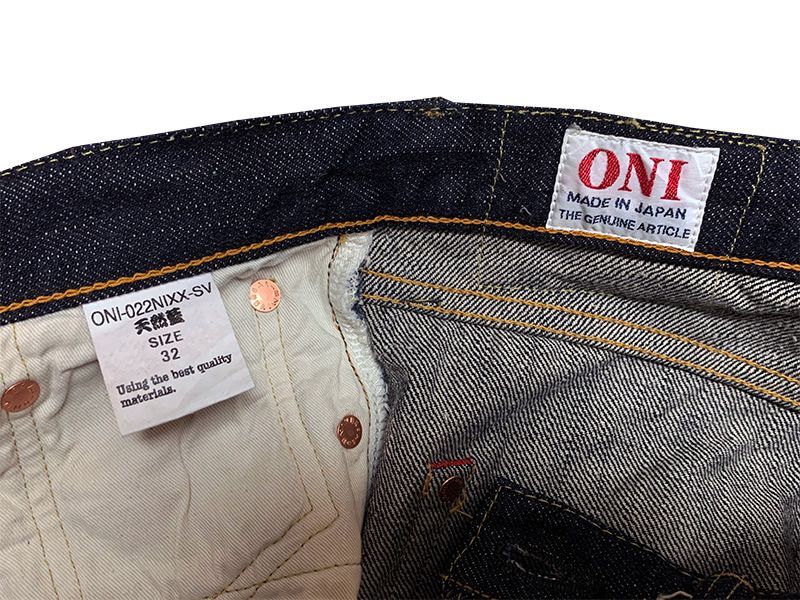 ONI
MADE IN JAPAN
THE GENUINE ARTICLE
ONI-022NIXX-SV
天然藍
SIZE
32
Using the best quality
materials.